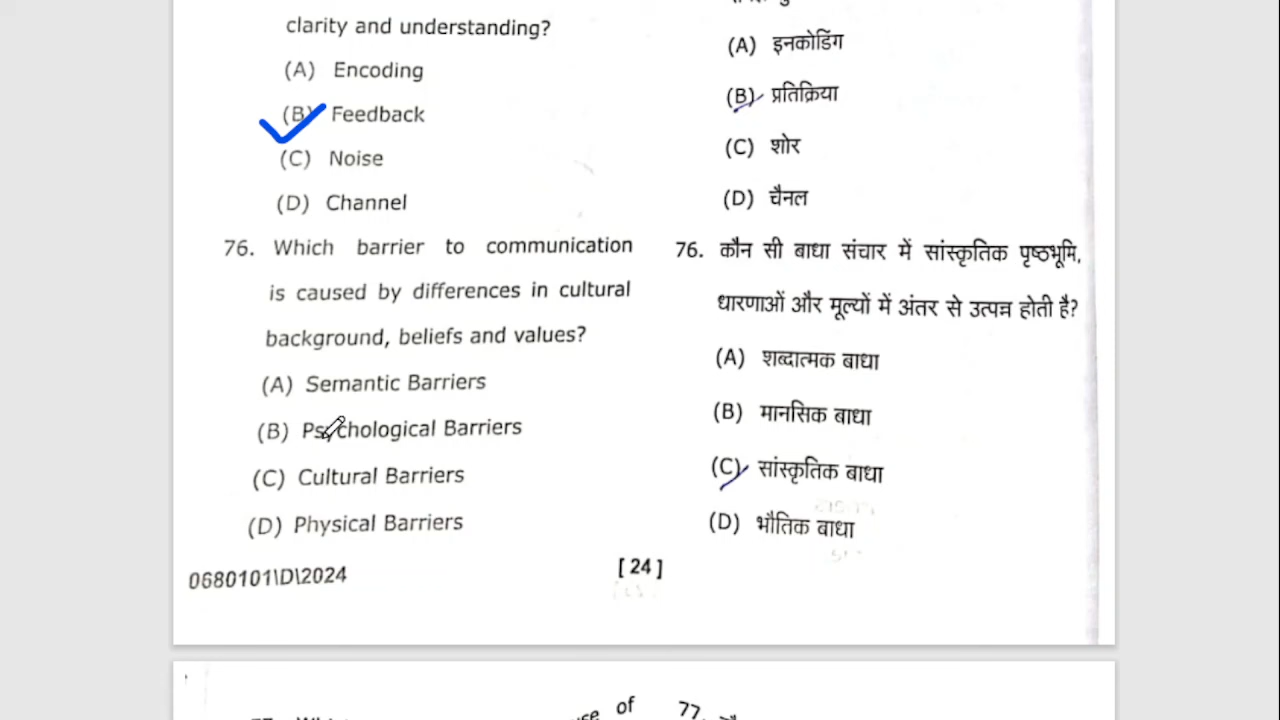 clarity and understanding?
(A) Encoding
(B) Feedback
(C) Noise
(D) Channel
76. Which barrier to communication
is caused by differences in cultural
background, beliefs and values?
(A) Semantic Barriers
(B) Psychological Barriers
(C) Cultural Barriers
(D) Physical Barriers
0680101\D\2024
(A) इनकोडिंग
(B) प्रतिक्रिया
(C) शोर
(D) चैनल
76. कौन सी बाधा संचार में सांस्कृतिक पृष्ठभूमि,
धारणाओं और मूल्यों में अंतर से उत्पन्न होती है?
(A) शब्दात्मक बाधा
(B) मानसिक बाधा
(C) सांस्कृतिक बाधा
(D) भौतिक बाधा
[ 24 ]
of
77.